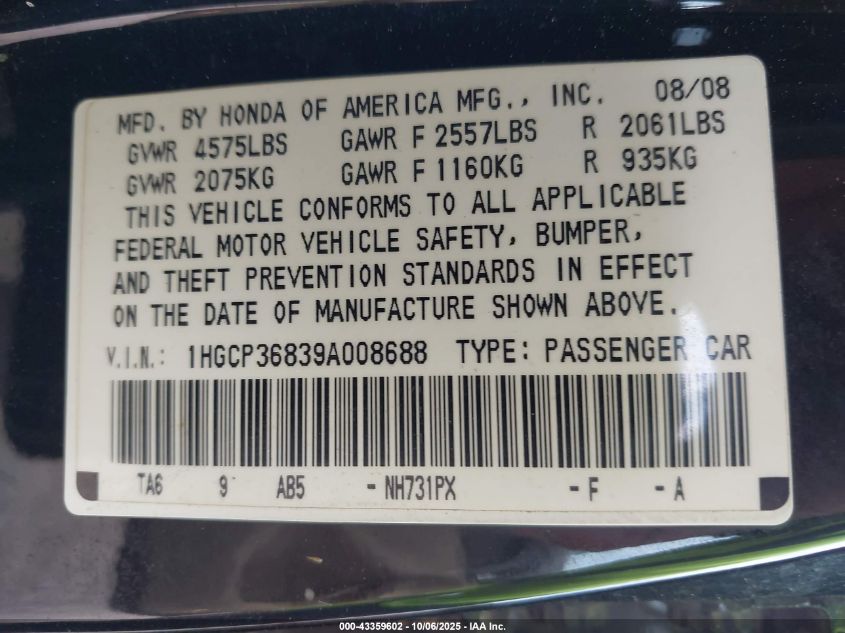 MFD. BY HONDA OF AMERICA MFG., INC. 08/08
GVWR 4575LBS GAWR F 2557LBS R 2061LBS
GVWR 2075KG GAWR F 1160KG R 935KG
THIS VEHICLE CONFORMS TO ALL APPLICABLE
FEDERAL MOTOR VEHICLE SAFETY, BUMPER,
AND THEFT PREVENTION STANDARDS IN EFFECT
ON THE DATE OF MANUFACTURE SHOWN ABOVE.
V.I.N.: 1HGCP36839A008688 TYPE: PASSENGER CAR
TA6 9 AB5 - NH731PX - F - A
000-43359602 - 10/06/2025 - IAA Inc.